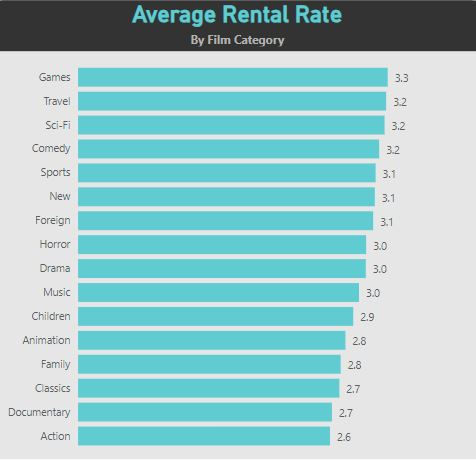 Average Rental Rate
By Film Category
Games 3.3
Travel 3.2
Sci-Fi 3.2
Comedy 3.2
Sports 3.1
New 3.1
Foreign 3.1
Horror 3.0
Drama 3.0
Music 3.0
Children 2.9
Animation 2.8
Family 2.8
Classics 2.7
Documentary 2.7
Action 2.6